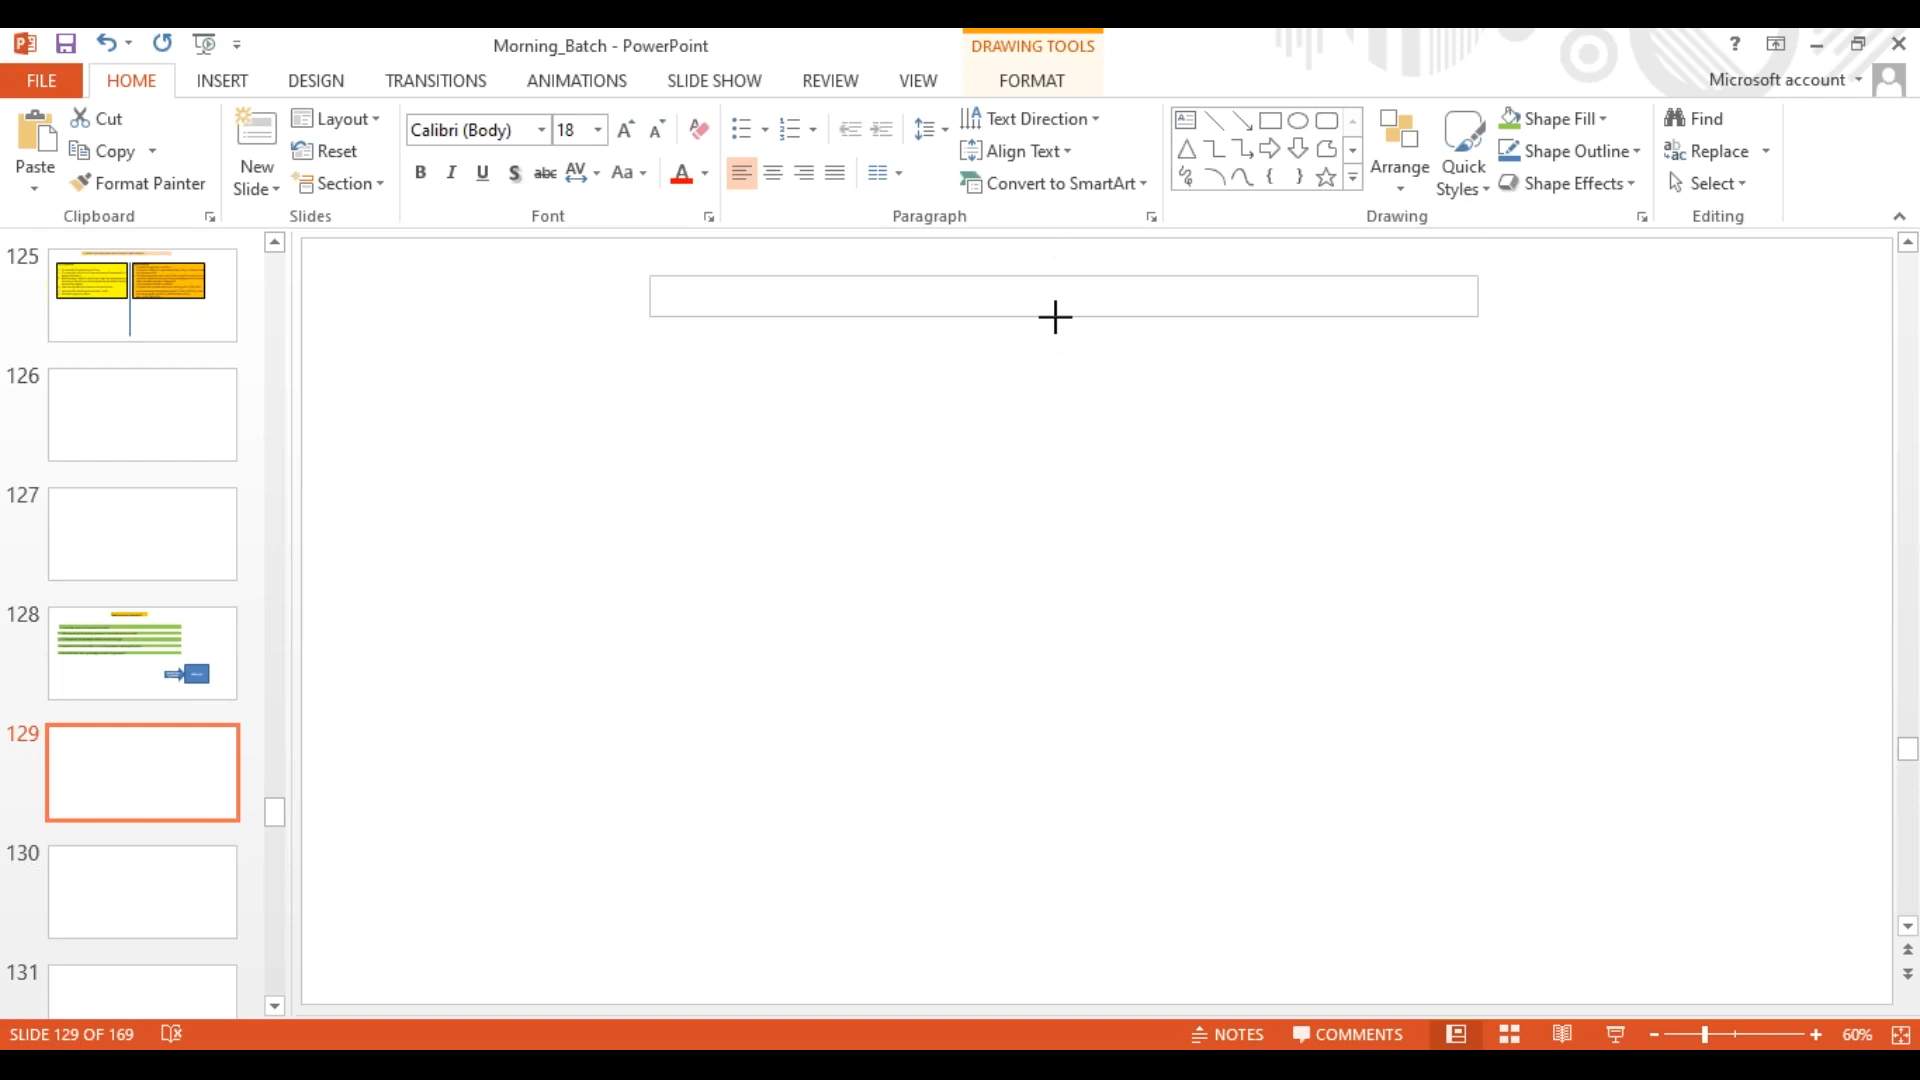 Morning_Batch - PowerPoint
DRAWING TOOLS
?
FILE
HOME
INSERT
DESIGN
TRANSITIONS
ANIMATIONS
SLIDE SHOW
REVIEW
VIEW
FORMAT
Microsoft account
Paste
Cut
Copy
Format Painter
Clipboard
New
Slide
Layout
Reset
Section
Slides
Calibri (Body)
18
B I U S abc AV Aa A
Font
Text Direction
Align Text
Convert to SmartArt
Paragraph
Arrange
Quick
Styles
Shape Fill
Shape Outline
Shape Effects
Drawing
Find
Replace
Select
Editing
125
126
127
128
129
130
131
SLIDE 129 OF 169
NOTES
COMMENTS
60%